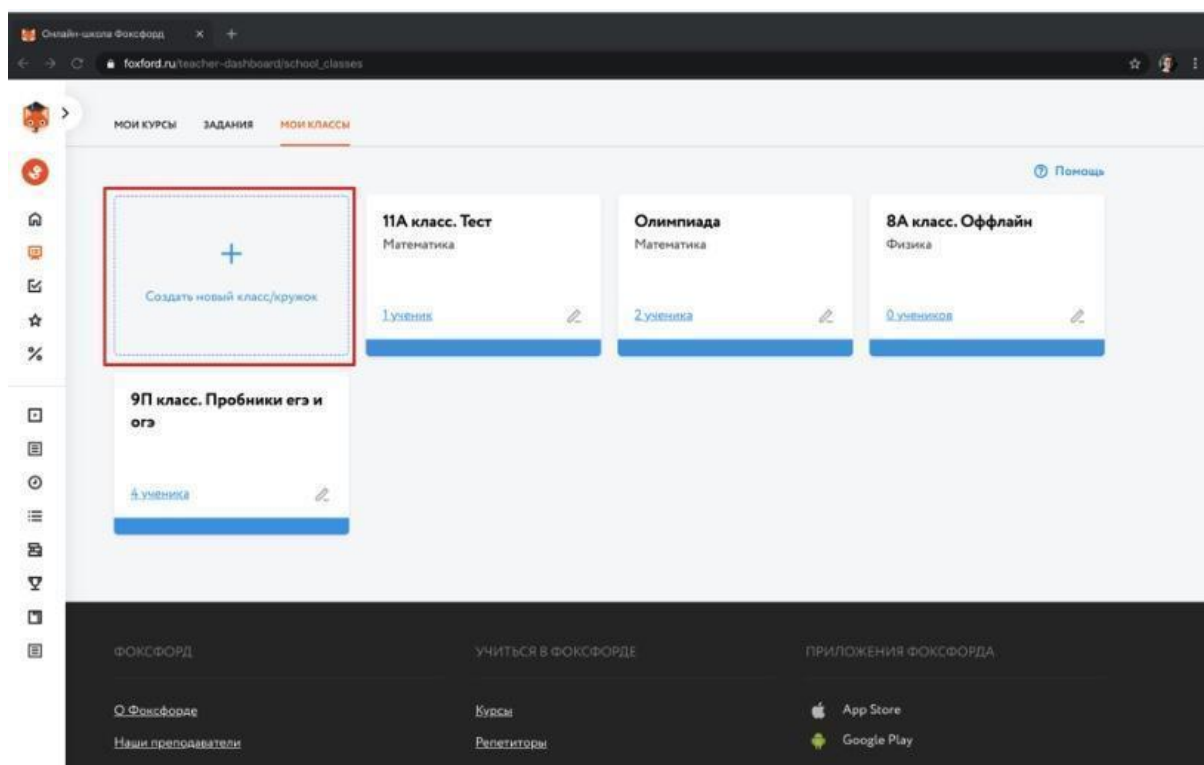 Онлайн-школа Фоксфорд
foxford.ru/teacher-dashboard/school_classes
МОИ КУРСЫ ЗАДАНИЯ МОИ КЛАССЫ
Помощь
Создать новый класс/кружок
11А класс. Тест
Математика
1 ученик
Олимпиада
Математика
2 ученика
8А класс. Оффлайн
Физика
0 учеников
9П класс. Пробники егэ и
огэ
4 ученика
ФОКСФОРД
О Фоксфорде
Наши преподаватели
УЧИТЬСЯ В ФОКСФОРДЕ
Курсы
Репетиторы
ПРИЛОЖЕНИЯ ФОКСФОРДА
App Store
Google Play